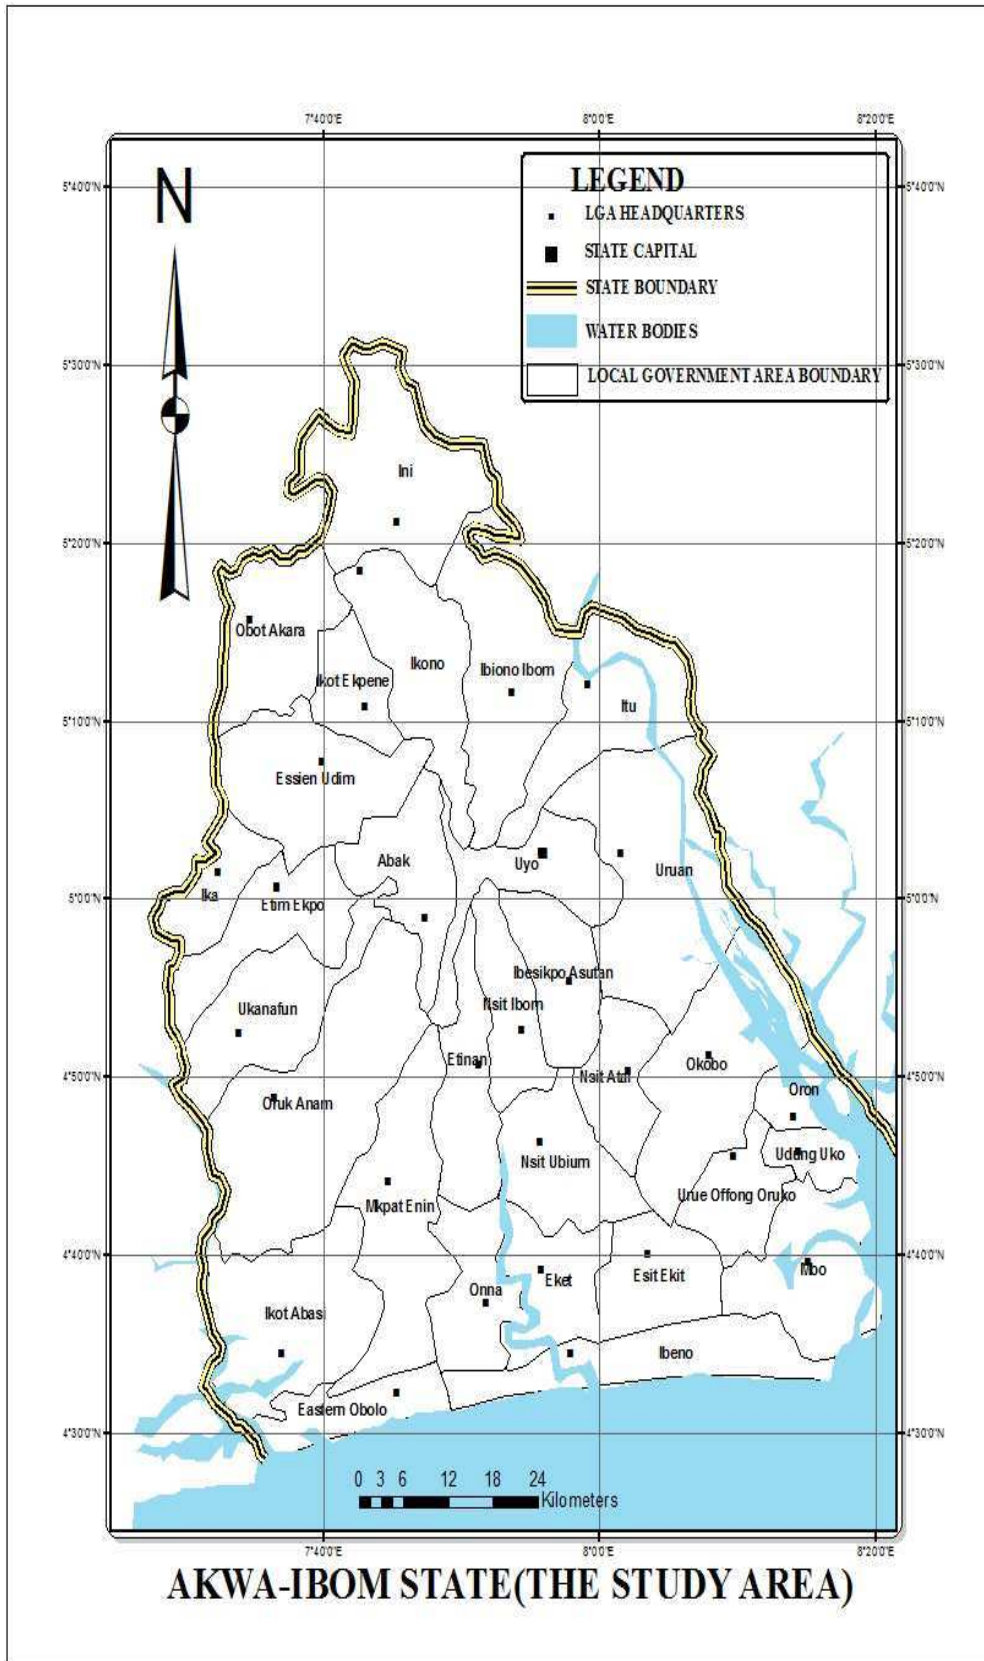 7°40'0"E 8°0'0"E 8°20'0"E
N
LEGEND
LGA HEADQUARTERS
STATE CAPITAL
STATE BOUNDARY
WATER BODIES
LOCAL GOVERNMENT AREA BOUNDARY
5°40'0"N 5°40'0"N
5°30'0"N 5°30'0"N
Ini
5°20'0"N 5°20'0"N
Obot Akara
Ikono
Ibiono Ibom
Ikot Ekpene
Itu
5°10'0"N 5°10'0"N
Essien Udim
Abak
Uyo
Uruan
5°0'0"N 5°0'0"N
Ika
Etim Ekpo
Ibesikpo Asutan
Nsit Ibom
Ukanafun
Etinan
Okobo
4°50'0"N 4°50'0"N
Nsit Atai
Oron
Oruk Anam
Udung Uko
Nsit Ubium
Urue Offong Oruko
Mkpat Enin
4°40'0"N 4°40'0"N
Mbo
Esit Ekit
Eket
Onna
Ikot Abasi
Ibeno
Eastern Obolo
4°30'0"N 4°30'0"N
0 3 6 12 18 24
Kilometers
7°40'0"E 8°0'0"E 8°20'0"E
AKWA-IBOM STATE(THE STUDY AREA)